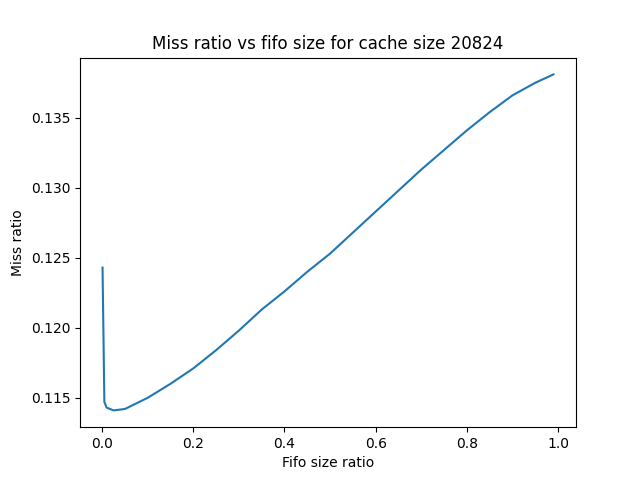 Miss ratio vs fifo size for cache size 20824
0.135
0.130
0.125
0.120
0.115
Miss ratio
0.0 0.2 0.4 0.6 0.8 1.0
Fifo size ratio